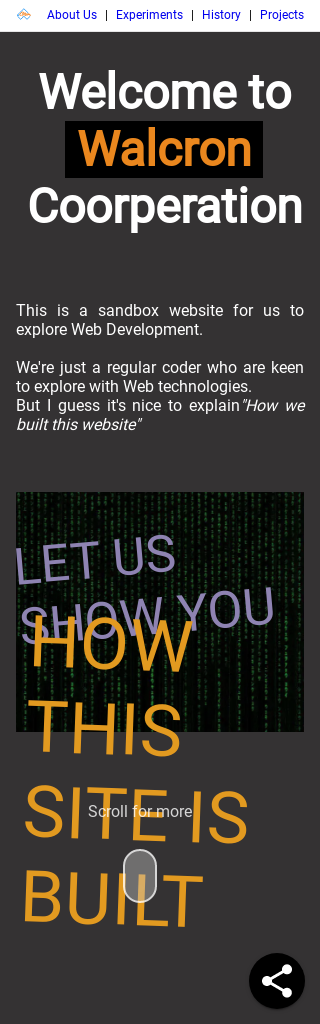 About Us | Experiments | History | Projects
Welcome to
Walcron
Coorperation
This is a sandbox website for us to
explore Web Development.
We're just a regular coder who are keen
to explore with Web technologies.
But I guess it's nice to explain"How we
built this website"
LET US
SHOW YOU
HOW
THIS
SITE IS
BUILT
Scroll for more